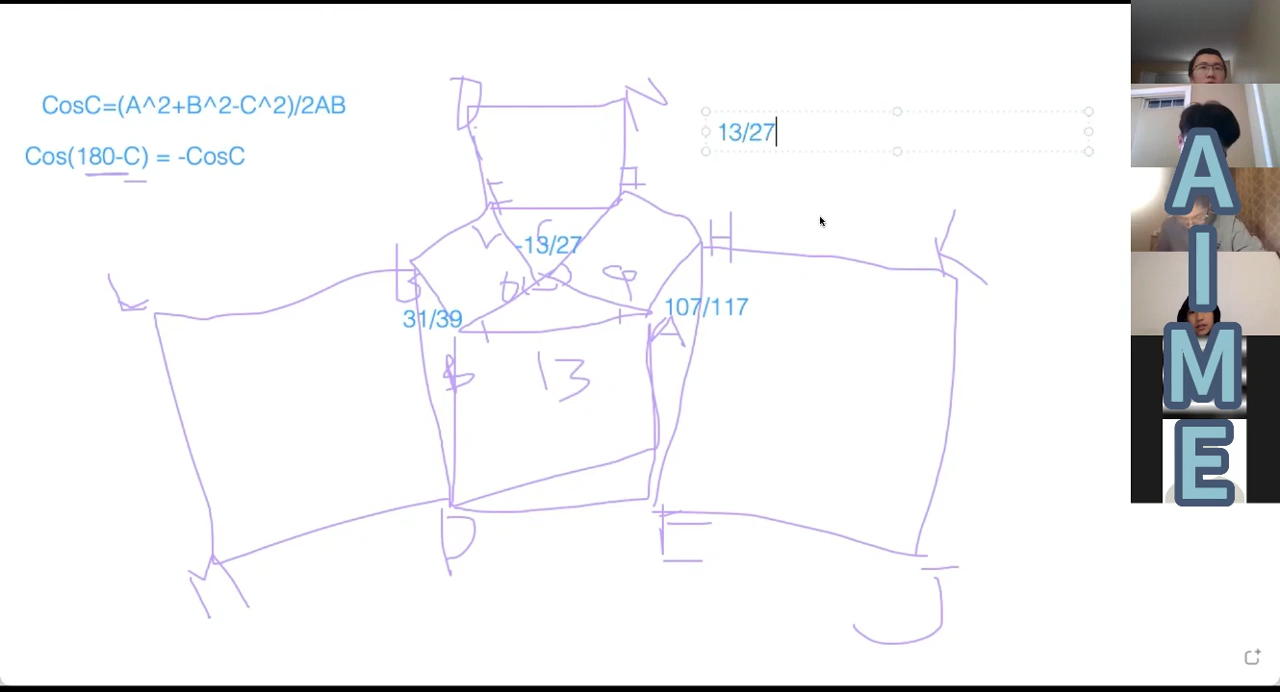 CosC=(A^2+B^2-C^2)/2AB
Cos(180-C) = -CosC
13/27
-13/27
31/39
107/117
13
N
H
K
L
A
D
E
M
J
A
I
M
E